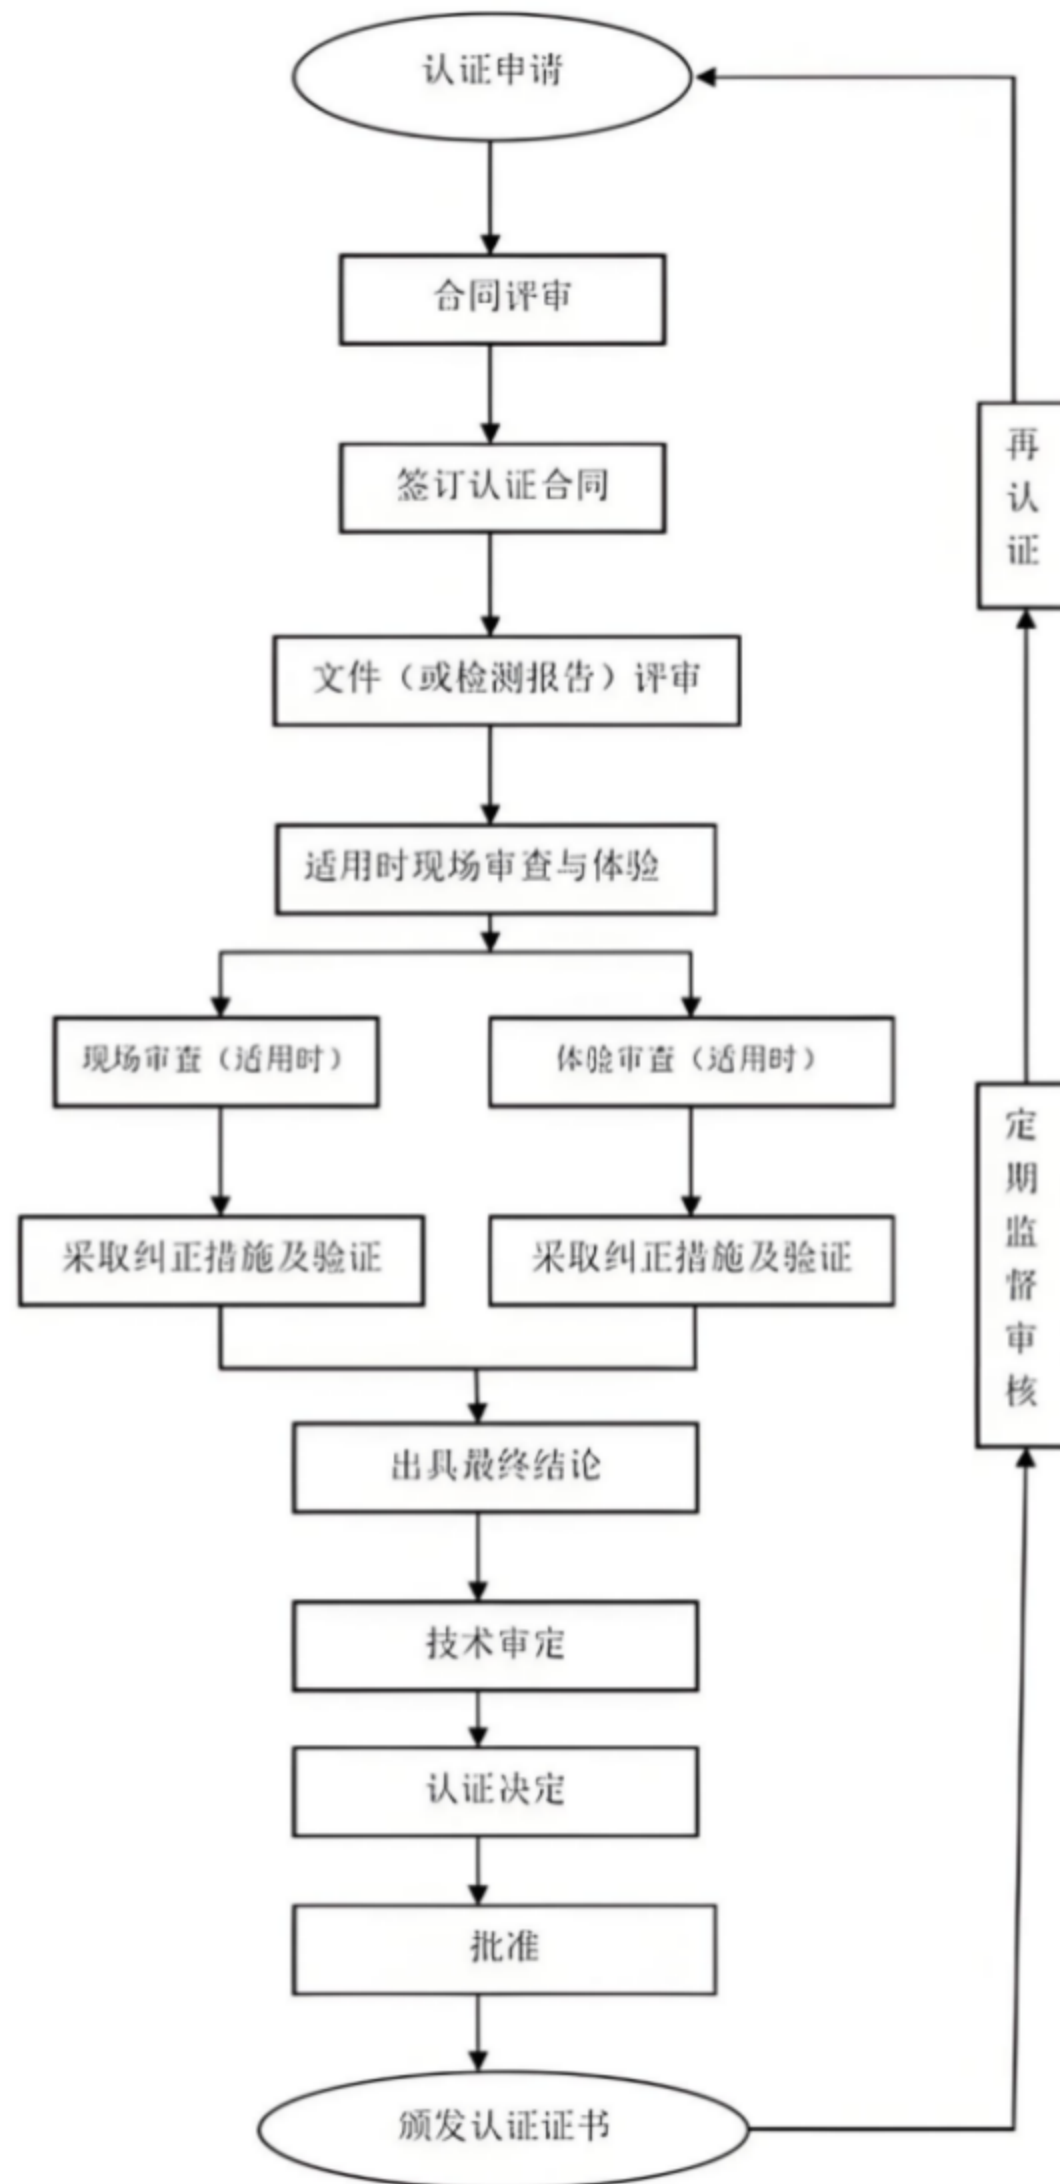 认证申请
合同评审
签订认证合同
文件（或检测报告）评审
适用时现场审查与体验
现场审查（适用时）
体验审查（适用时）
采取纠正措施及验证
采取纠正措施及验证
出具最终结论
技术审定
认证决定
批准
颁发认证证书
再
认
证
定
期
监
督
审
核